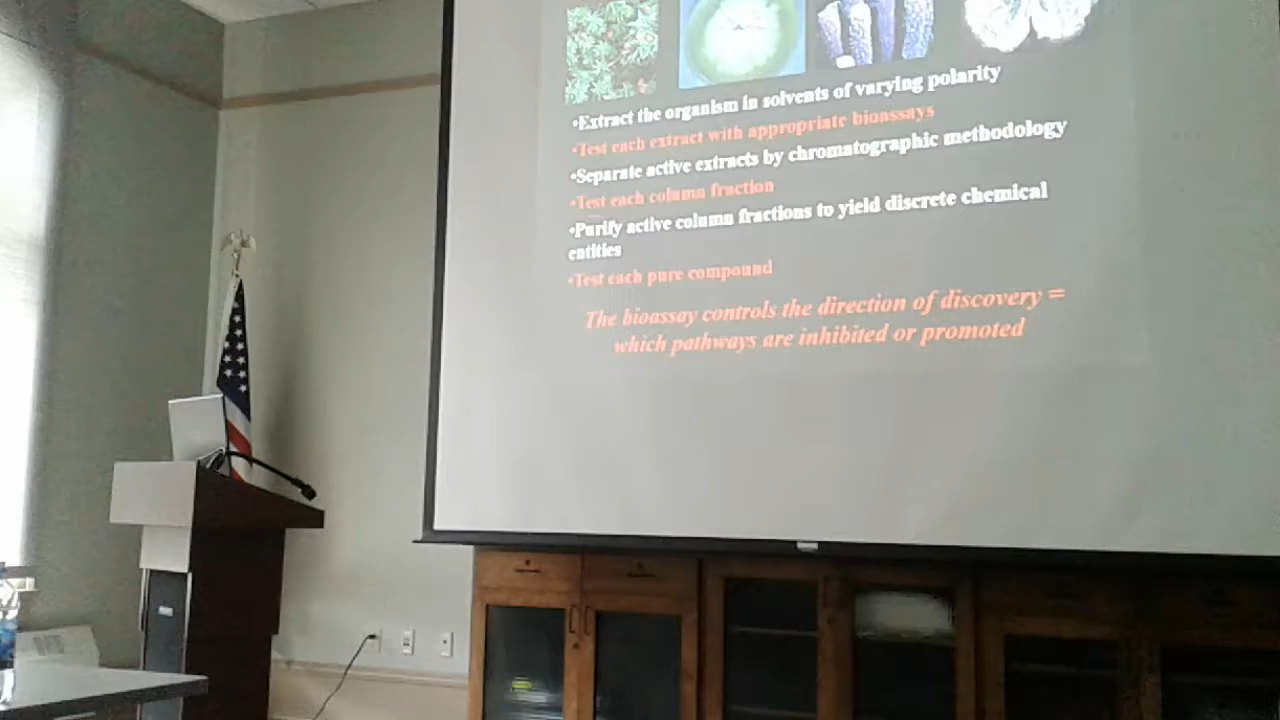 •Extract the organism in solvents of varying polarity
•Test each extract with appropriate bioassays
•Separate active extracts by chromatographic methodology
•Test each column fraction
•Purify active column fractions to yield discrete chemical
entities
•Test each pure compound
The bioassay controls the direction of discovery =
which pathways are inhibited or promoted